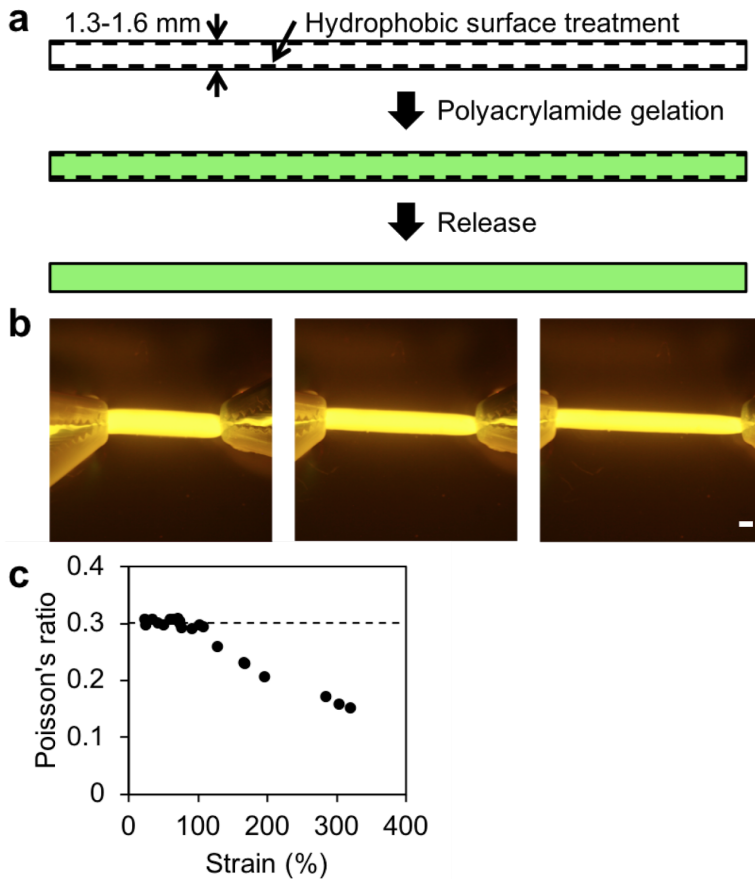 a
1.3-1.6 mm
Hydrophobic surface treatment
Polyacrylamide gelation
Release
b
c
Poisson's ratio
0.4
0.3
0.2
0.1
0
0 100 200 300 400
Strain (%)